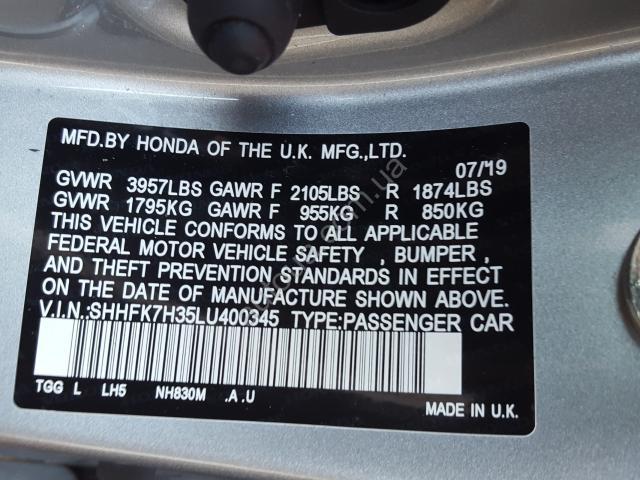 MFD.BY HONDA OF THE U.K. MFG.,LTD.
07/19
GVWR 3957LBS GAWR F 2105LBS R 1874LBS
GVWR 1795KG GAWR F 955KG R 850KG
THIS VEHICLE CONFORMS TO ALL APPLICABLE
FEDERAL MOTOR VEHICLE SAFETY , BUMPER ,
AND THEFT PREVENTION STANDARDS IN EFFECT
ON THE DATE OF MANUFACTURE SHOWN ABOVE.
V.I.N.:SHHFK7H35LU400345 TYPE:PASSENGER CAR
TGG L LH5 NH830M .A .U
MADE IN U.K.